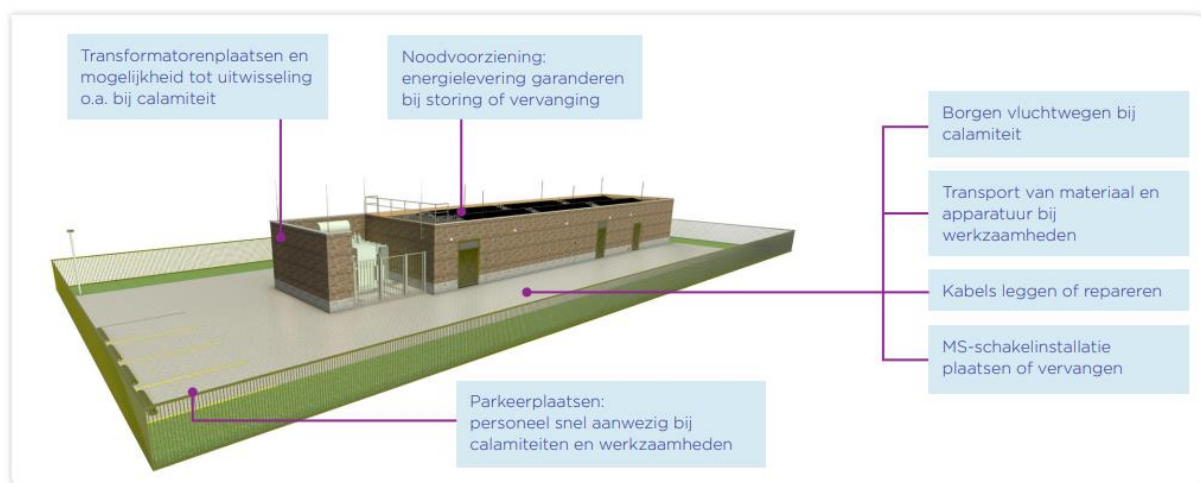 Transformatorenplaatsen en
mogelijkheid tot uitwisseling
o.a. bij calamiteit
Noodvoorziening:
energielevering garanderen
bij storing of vervanging
Borgen vluchtwegen bij
calamiteit
Transport van materiaal en
apparatuur bij
werkzaamheden
Kabels leggen of repareren
MS-schakelinstallatie
plaatsen of vervangen
Parkeerplaatsen:
personeel snel aanwezig bij
calamiteiten en werkzaamheden